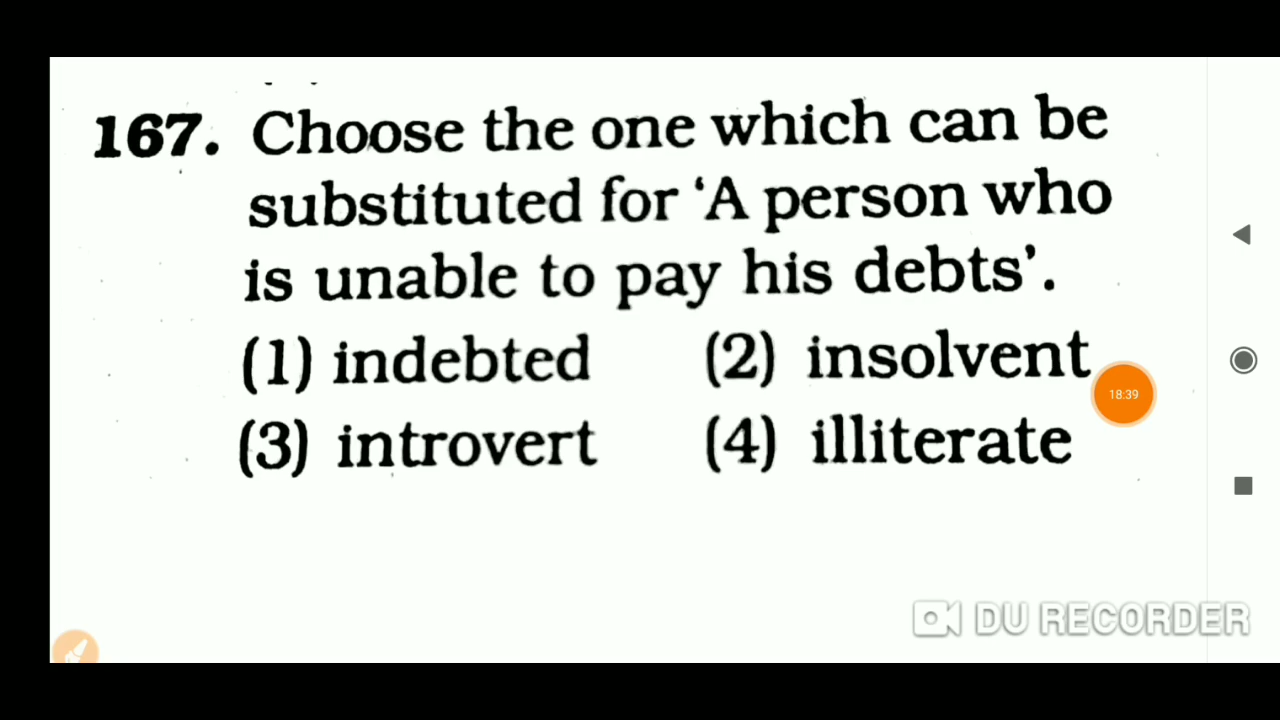 167. Choose the one which can be
substituted for ‘A person who
is unable to pay his debts’.
(1) indebted (2) insolvent
(3) introvert (4) illiterate
18:39
DU RECORDER